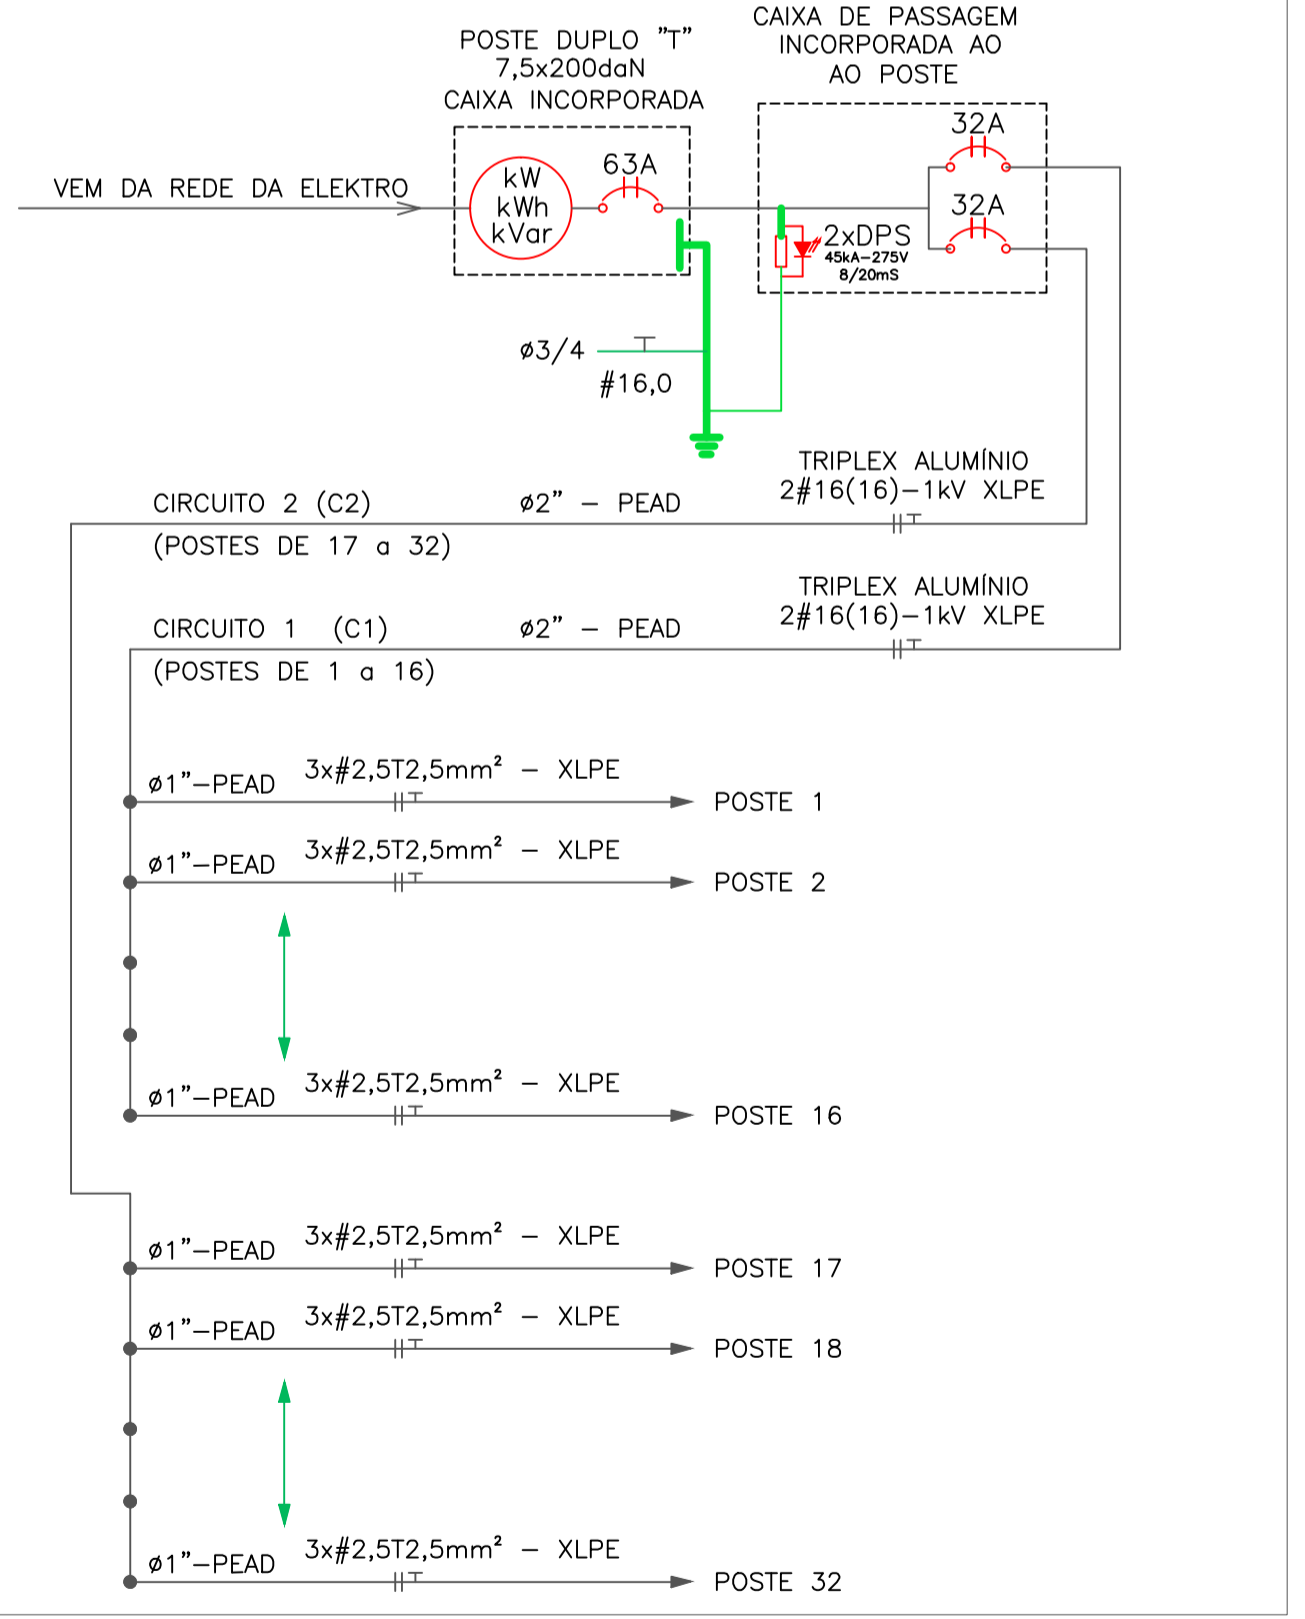 POSTE DUPLO "T"
7,5x200daN
CAIXA INCORPORADA
CAIXA DE PASSAGEM
INCORPORADA AO
AO POSTE
VEM DA REDE DA ELEKTRO
kW
kWh
kVar
63A
32A
32A
2xDPS
45kA-275V
8/20mS
ø3/4
#16,0
TRIPLEX ALUMÍNIO
2#16(16)-1kV XLPE
CIRCUITO 2 (C2)
ø2" - PEAD
(POSTES DE 17 a 32)
TRIPLEX ALUMÍNIO
2#16(16)-1kV XLPE
CIRCUITO 1 (C1)
ø2" - PEAD
(POSTES DE 1 a 16)
ø1"-PEAD 3x#2,5T2,5mm² - XLPE
POSTE 1
ø1"-PEAD 3x#2,5T2,5mm² - XLPE
POSTE 2
ø1"-PEAD 3x#2,5T2,5mm² - XLPE
POSTE 16
ø1"-PEAD 3x#2,5T2,5mm² - XLPE
POSTE 17
ø1"-PEAD 3x#2,5T2,5mm² - XLPE
POSTE 18
ø1"-PEAD 3x#2,5T2,5mm² - XLPE
POSTE 32